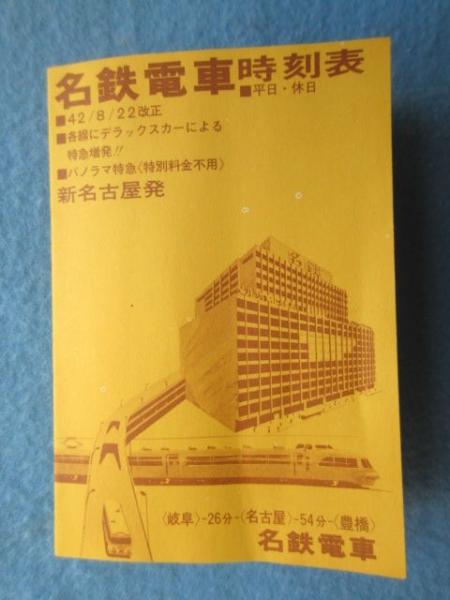 名鉄電車時刻表
■平日・休日
■42/8/22改正
■各線にデラックスカーによる
特急増発!!
■パノラマ特急〈特別料金不用〉
新名古屋発
名鉄
〈岐阜〉-26分-〈名古屋〉-54分-〈豊橋〉
名鉄電車